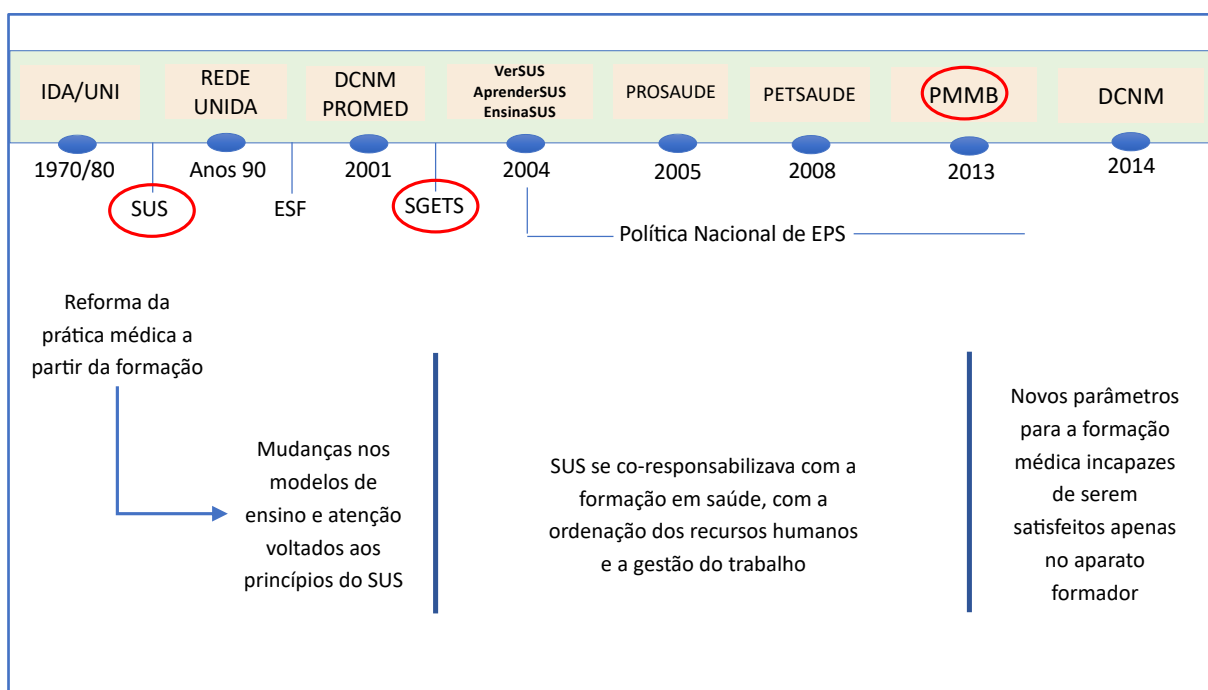 IDA/UNI
REDE
UNIDA
DCNM
PROMED
VerSUS
AprenderSUS
EnsinaSUS
PROSAUDE
PETSAUDE
PMMB
DCNM
1970/80
Anos 90
2001
2004
2005
2008
2013
2014
SUS
ESF
SGETS
Política Nacional de EPS
Reforma da
prática médica a
partir da formação
Mudanças nos
modelos de
ensino e atenção
voltados aos
princípios do SUS
SUS se co-responsabilizava com a
formação em saúde, com a
ordenação dos recursos humanos
e a gestão do trabalho
Novos parâmetros
para a formação
médica incapazes
de serem
satisfeitos apenas
no aparato
formador